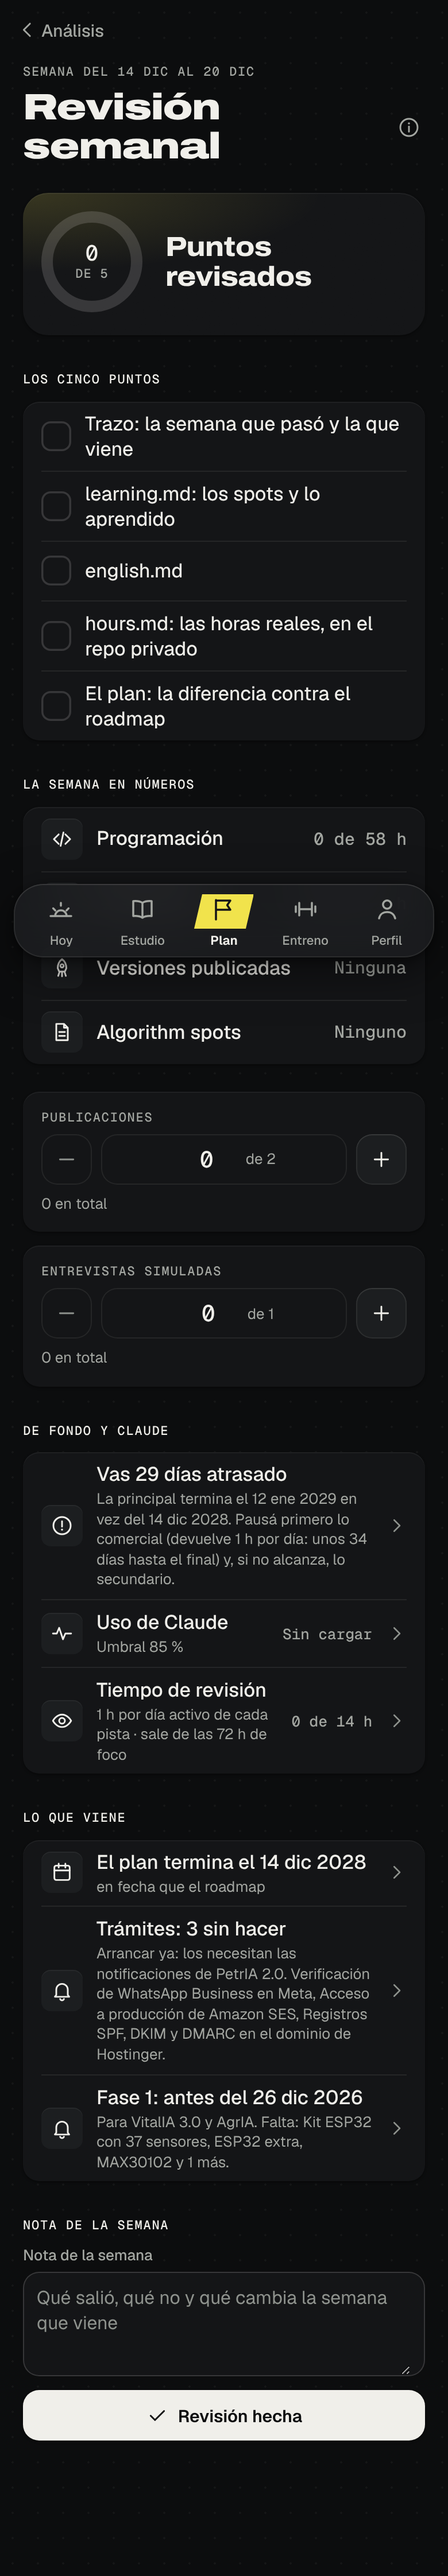 Análisis
SEMANA DEL 14 DIC AL 20 DIC
Revisión
semanal
0
DE 5
Puntos
revisados
LOS CINCO PUNTOS
Trazo: la semana que pasó y la que
viene
learning.md: los spots y lo
aprendido
english.md
hours.md: las horas reales, en el
repo privado
El plan: la diferencia contra el
roadmap
LA SEMANA EN NÚMEROS
Programación 0 de 58 h
Hoy Estudio Plan Entreno Perfil
Versiones publicadas Ninguna
Algorithm spots Ninguno
PUBLICACIONES
0 de 2
0 en total
ENTREVISTAS SIMULADAS
0 de 1
0 en total
DE FONDO Y CLAUDE
Vas 29 días atrasado
La principal termina el 12 ene 2029 en
vez del 14 dic 2028. Pausá primero lo
comercial (devuelve 1 h por día: unos 34
días hasta el final) y, si no alcanza, lo
secundario.
Uso de Claude
Umbral 85 %
Sin cargar
Tiempo de revisión
1 h por día activo de cada
pista · sale de las 72 h de
foco
0 de 14 h
LO QUE VIENE
El plan termina el 14 dic 2028
en fecha que el roadmap
Trámites: 3 sin hacer
Arrancar ya: los necesitan las
notificaciones de PetrIA 2.0. Verificación
de WhatsApp Business en Meta, Acceso
a producción de Amazon SES, Registros
SPF, DKIM y DMARC en el dominio de
Hostinger.
Fase 1: antes del 26 dic 2026
Para VitalIA 3.0 y AgrIA. Falta: Kit ESP32
con 37 sensores, ESP32 extra,
MAX30102 y 1 más.
NOTA DE LA SEMANA
Nota de la semana
Qué salió, qué no y qué cambia la semana
que viene
Revisión hecha